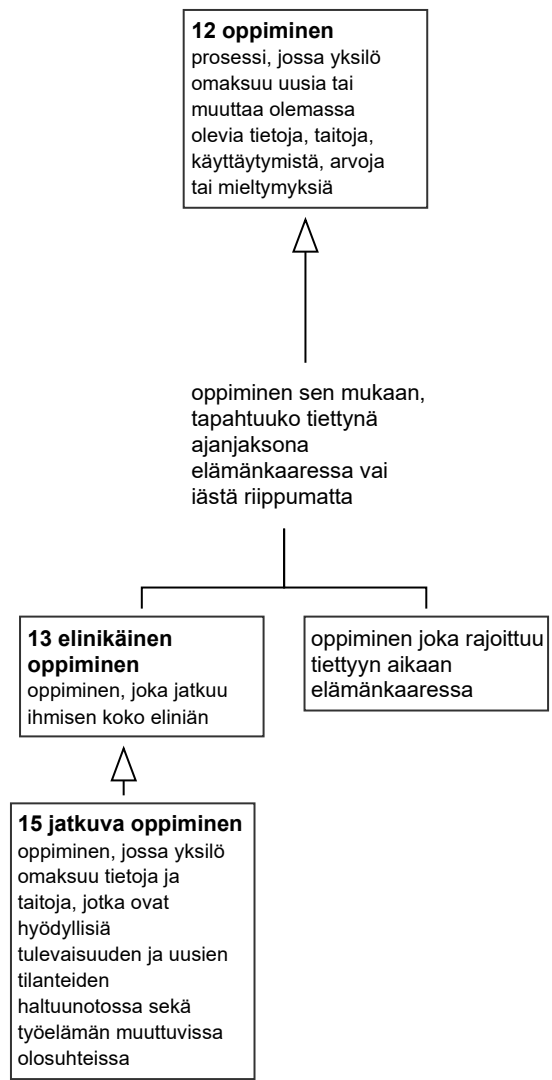 12 oppiminen
prosessi, jossa yksilö
omaksuu uusia tai
muuttaa olemassa
olevia tietoja, taitoja,
käyttäytymistä, arvoja
tai mieltymyksiä
oppiminen sen mukaan,
tapahtuuko tiettynä
ajanjaksona
elämänkaaressa vai
iästä riippumatta
13 elinikäinen
oppiminen
oppiminen, joka jatkuu
ihmisen koko eliniän
oppiminen joka rajoittuu
tiettyyn aikaan
elämänkaaressa
15 jatkuva oppiminen
oppiminen, jossa yksilö
omaksuu tietoja ja
taitoja, jotka ovat
hyödyllisiä
tulevaisuuden ja uusien
tilanteiden
haltuunotossa sekä
työelämän muuttuvissa
olosuhteissa